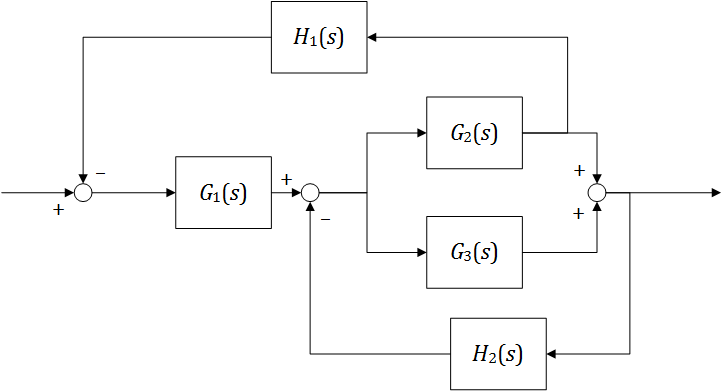 H₁(s)
G₂(s)
−
+
G₁(s)
+
+
+
−
G₃(s)
H₂(s)